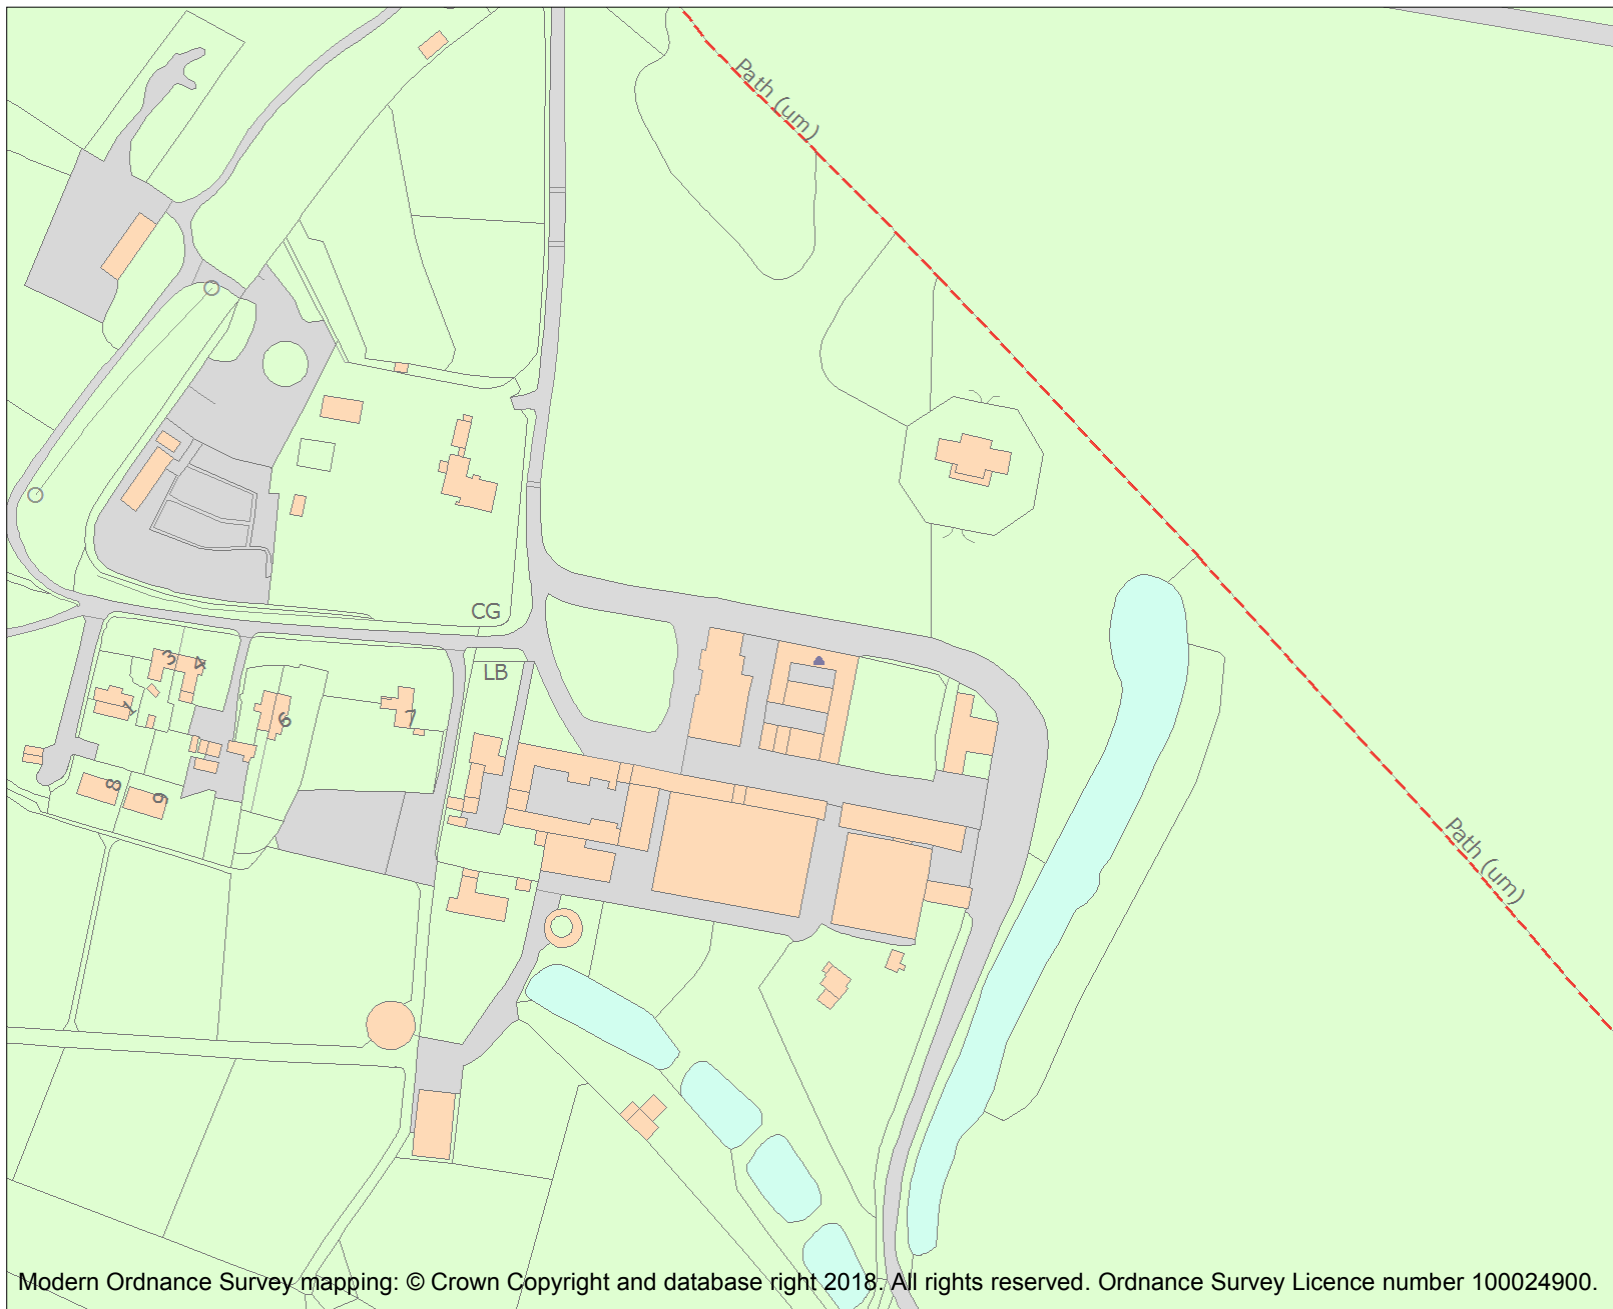 Path (um)
CG
LB
3
4
1
6
7
8
9
Path (um)
Modern Ordnance Survey mapping: © Crown Copyright and database right 2018. All rights reserved. Ordnance Survey Licence number 100024900.